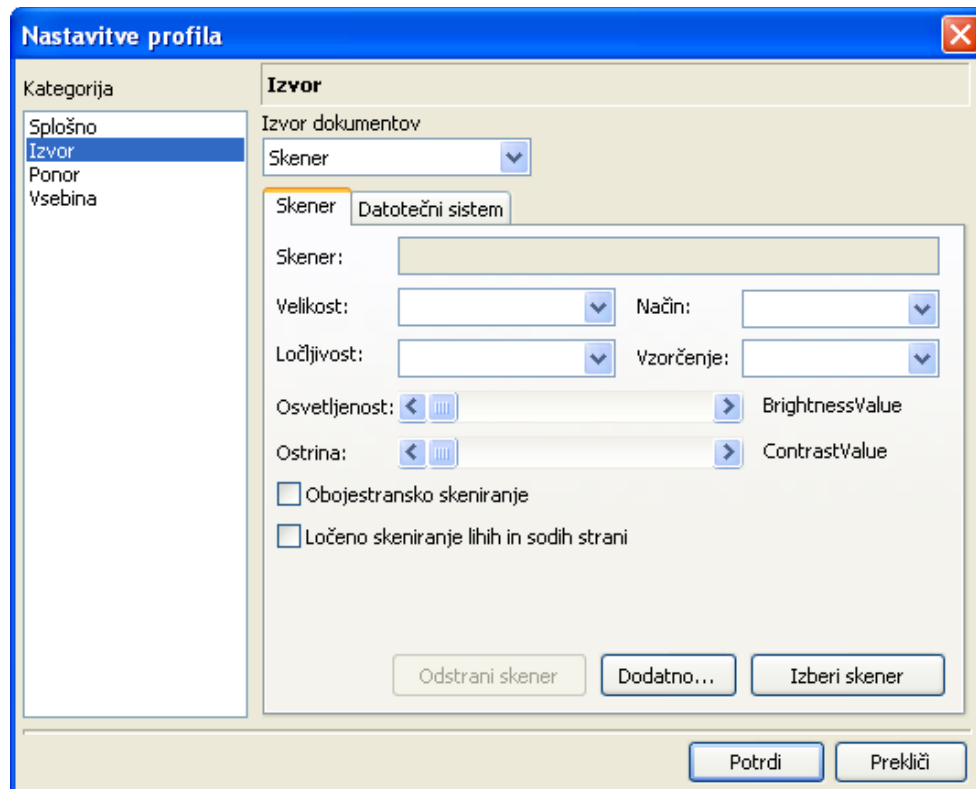 Nastavitve profila
Kategorija
Splošno
Izvor
Ponor
Vsebina
Izvor
Izvor dokumentov
Skener
Skener
Datotečni sistem
Skener:
Velikost:
Način:
Ločljivost:
Vzorčenje:
Osvetljenost:
BrightnessValue
Ostrina:
ContrastValue
Obojestransko skeniranje
Ločeno skeniranje lihih in sodih strani
Odstrani skener
Dodatno...
Izberi skener
Potrdi
Prekliči